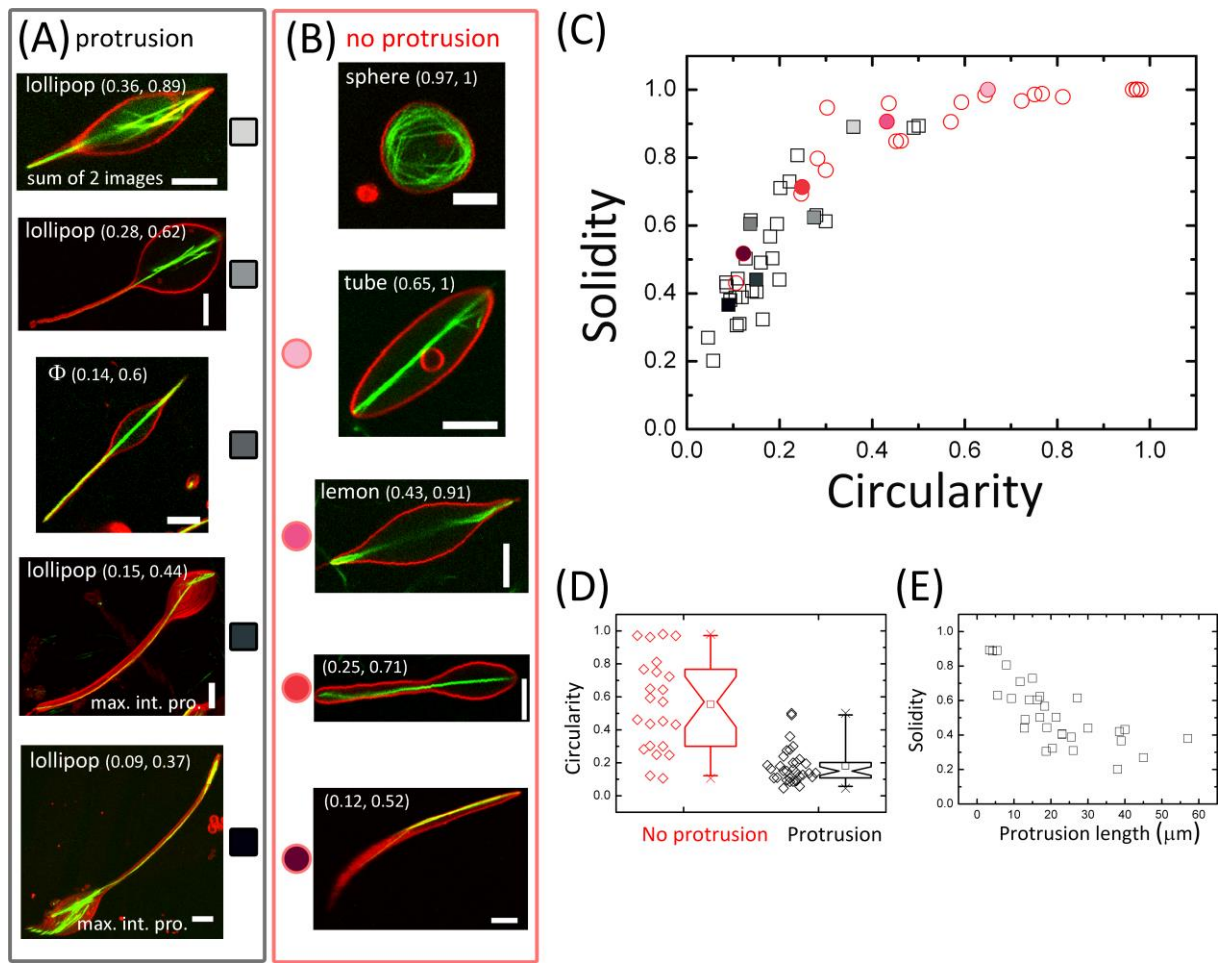 (A) protrusion
lollipop (0.36, 0.89)
sum of 2 images
lollipop (0.28, 0.62)
Φ (0.14, 0.6)
lollipop (0.15, 0.44)
max. int. pro.
lollipop (0.09, 0.37)
max. int. pro.
(B) no protrusion
sphere (0.97, 1)
tube (0.65, 1)
lemon (0.43, 0.91)
(0.25, 0.71)
(0.12, 0.52)
(C)
Solidity
1.0
0.8
0.6
0.4
0.2
0.0
0.0 0.2 0.4 0.6 0.8 1.0
Circularity
(D)
Circularity
1.0
0.8
0.6
0.4
0.2
0.0
No protrusion Protrusion
(E)
Solidity
1.0
0.8
0.6
0.4
0.2
0.0
0 10 20 30 40 50 60
Protrusion length (μm)